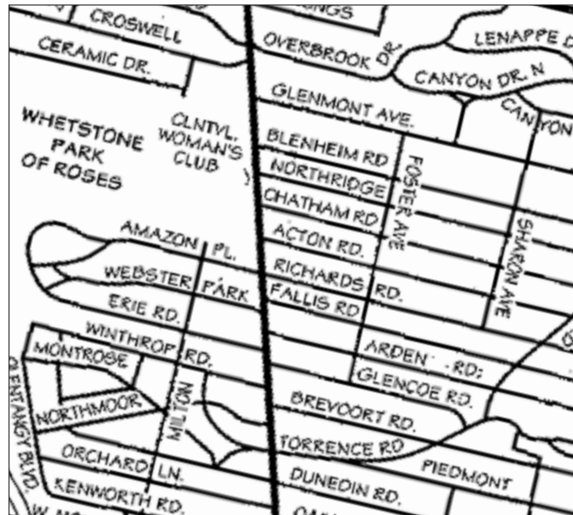 CROSWELL
OVERBROOK DR.
LENAPPE D
CERAMIC DR.
CANYON DR. N
GLENMONT AVE.
CANYON
WHETSTONE
PARK
OF ROSES
CLNTVL.
WOMAN'S
CLUB
BLENHEIM RD
NORTHRIDGE
CHATHAM RD
FOSTER AVE
SHARON AVE
ACTON RD.
AMAZON PL.
RICHARDS RD.
WEBSTER PARK
FALLIS RD
ERIE RD.
WINTHROP RD.
ARDEN RD.
MONTROSE
GLENCOE RD.
OLENTANGY BLVD.
NORTHMOOR
MILTON
BREVOORT RD.
TORRENCE RD
ORCHARD LN.
PIEDMONT
KENWORTH RD.
DUNEDIN RD.